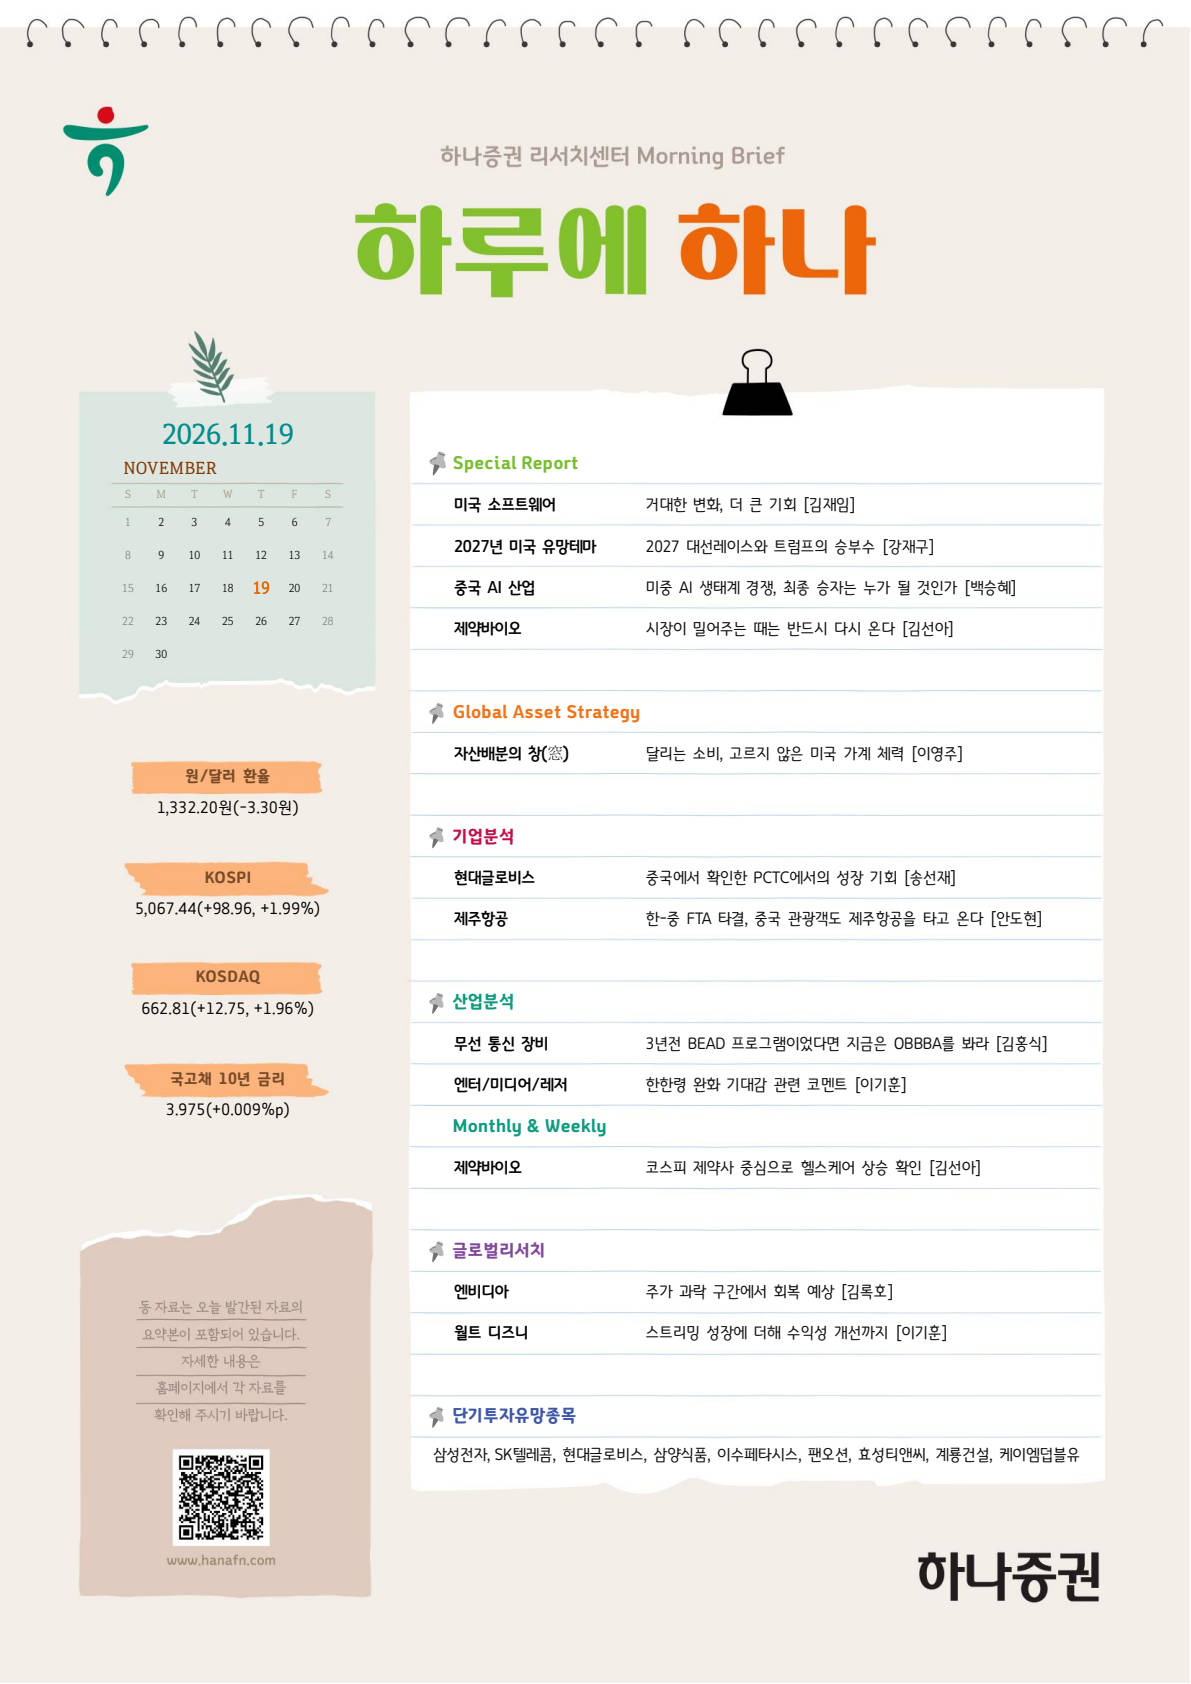 하나증권 리서치센터 Morning Brief
하루에 하나
2026.11.19
NOVEMBER
S M T W T F S
1 2 3 4 5 6 7
8 9 10 11 12 13 14
15 16 17 18 19 20 21
22 23 24 25 26 27 28
29 30
원/달러 환율
1,332.20원(-3.30원)
KOSPI
5,067.44(+98.96, +1.99%)
KOSDAQ
662.81(+12.75, +1.96%)
국고채 10년 금리
3.975(+0.009%p)
동 자료는 오늘 발간된 자료의
요약본이 포함되어 있습니다.
자세한 내용은
홈페이지에서 각 자료를
확인해 주시기 바랍니다.
www.hanafn.com
Special Report
미국 소프트웨어 거대한 변화, 더 큰 기회 [김재임]
2027년 미국 유망테마 2027 대선레이스와 트럼프의 승부수 [강재구]
중국 AI 산업 미중 AI 생태계 경쟁, 최종 승자는 누가 될 것인가 [백승혜]
제약바이오 시장이 밀어주는 때는 반드시 다시 온다 [김선아]
Global Asset Strategy
자산배분의 창(窓) 달리는 소비, 고르지 않은 미국 가계 체력 [이영주]
기업분석
현대글로비스 중국에서 확인한 PCTC에서의 성장 기회 [송선재]
제주항공 한-중 FTA 타결, 중국 관광객도 제주항공을 타고 온다 [안도현]
산업분석
무선 통신 장비 3년전 BEAD 프로그램이었다면 지금은 OBBBA를 봐라 [김홍식]
엔터/미디어/레저 한한령 완화 기대감 관련 코멘트 [이기훈]
Monthly & Weekly
제약바이오 코스피 제약사 중심으로 헬스케어 상승 확인 [김선아]
글로벌리서치
엔비디아 주가 과락 구간에서 회복 예상 [김록호]
월트 디즈니 스트리밍 성장에 더해 수익성 개선까지 [이기훈]
단기투자유망종목
삼성전자, SK텔레콤, 현대글로비스, 삼양식품, 이수페타시스, 팬오션, 효성티앤씨, 계룡건설, 케이엠덥블유
하나증권